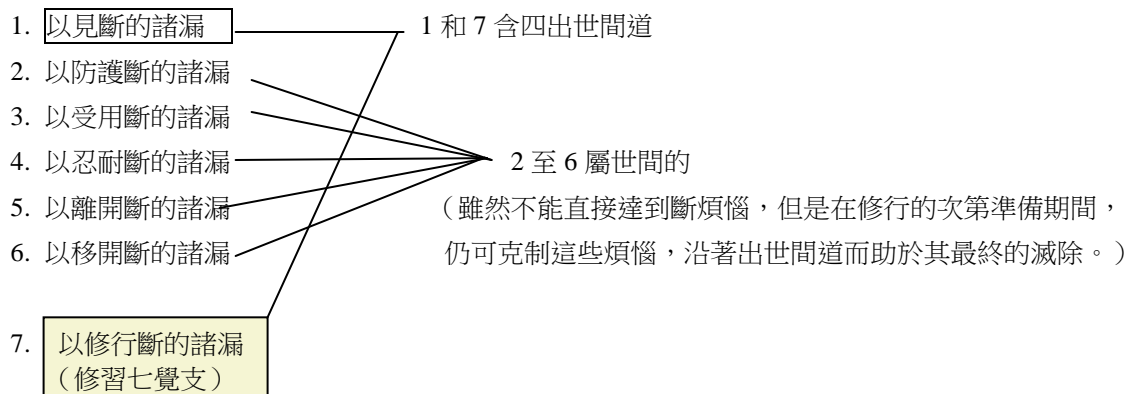 1. 以見斷的諸漏 1 和 7 含四出世間道
2. 以防護斷的諸漏
3. 以受用斷的諸漏
4. 以忍耐斷的諸漏 2 至 6 屬世間的
5. 以離開斷的諸漏 （雖然不能直接達到斷煩惱，但是在修行的次第準備期間，
6. 以移開斷的諸漏 仍可克制這些煩惱，沿著出世間道而助於其最終的滅除。）
7. 以修行斷的諸漏
（修習七覺支）